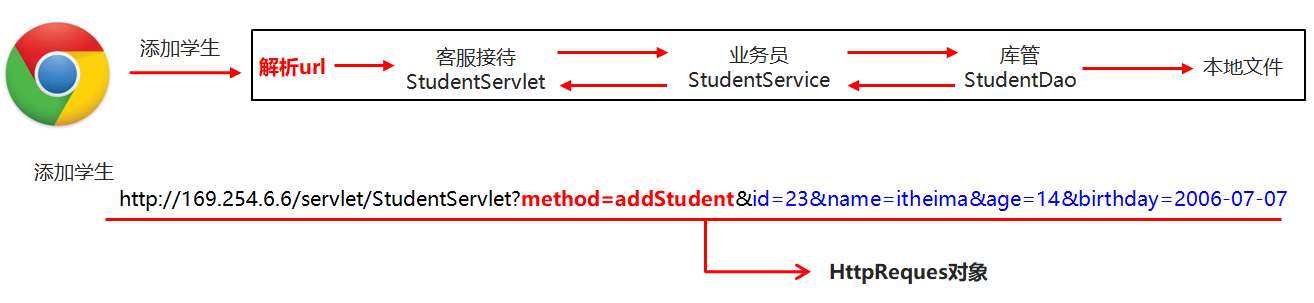 添加学生
解析url
客服接待
StudentServlet
业务员
StudentService
库管
StudentDao
本地文件
添加学生
http://169.254.6.6/servlet/StudentServlet?method=addStudent&id=23&name=itheima&age=14&birthday=2006-07-07
HttpReques对象